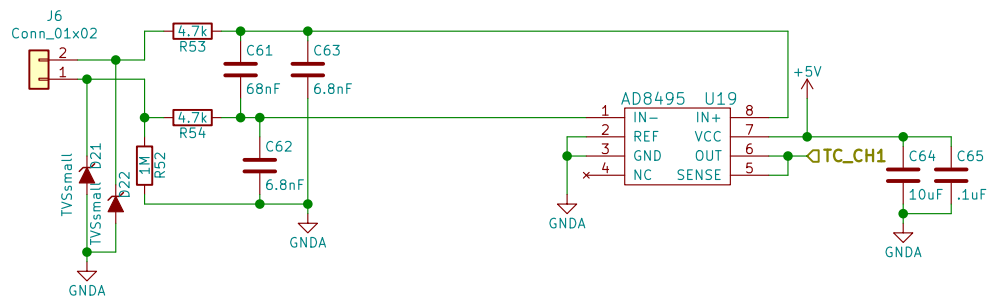 J6
Conn_01x02
2
1
4.7k
R53
C61
68nF
C63
6.8nF
4.7k
R54
1M
R52
C62
6.8nF
D21
TVSsmall
D22
TVSsmall
GNDA
GNDA
AD8495 U19
1 IN- IN+ 8
2 REF VCC 7
3 GND OUT 6
4 NC SENSE 5
GNDA
+5V
TC_CH1
C64
10uF
C65
.1uF
GNDA